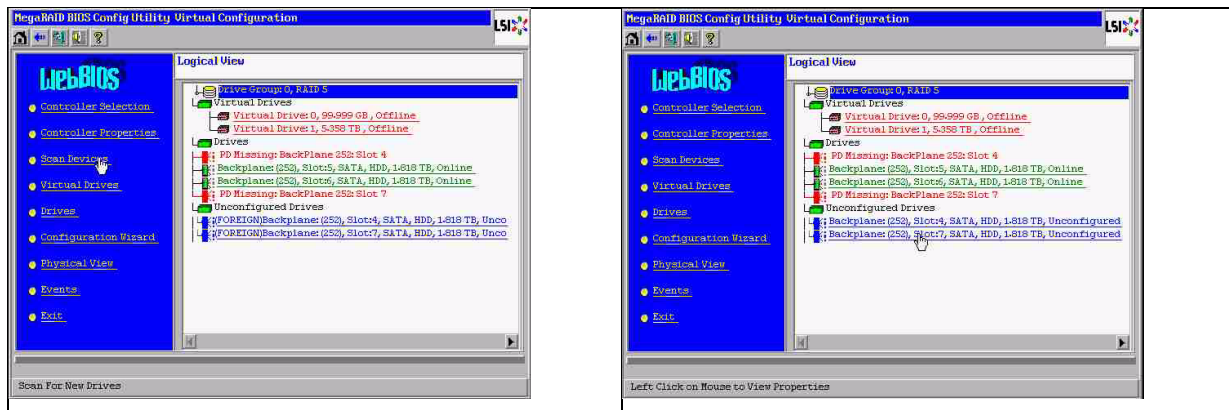 MegaRAID BIOS Config Utility Virtual Configuration
LSI
WebBIOS
Controller Selection
Controller Properties
Scan Devices
Virtual Drives
Drives
Configuration Wizard
Physical View
Events
Exit
Logical View
Drive Group: 0, RAID 5
Virtual Drives
Virtual Drive: 0, 99.999 GB , Offline
Virtual Drive: 1, 5.358 TB , Offline
Drives
PD Missing: BackPlane 252: Slot 4
Backplane: (252), Slot:5, SATA, HDD, 1.818 TB, Online
Backplane: (252), Slot:6, SATA, HDD, 1.818 TB, Online
PD Missing: BackPlane 252: Slot 7
Unconfigured Drives
(FOREIGN)Backplane: (252), Slot:4, SATA, HDD, 1.818 TB, Unco
(FOREIGN)Backplane: (252), Slot:7, SATA, HDD, 1.818 TB, Unco
Scan For New Drives
MegaRAID BIOS Config Utility Virtual Configuration
LSI
WebBIOS
Controller Selection
Controller Properties
Scan Devices
Virtual Drives
Drives
Configuration Wizard
Physical View
Events
Exit
Logical View
Drive Group: 0, RAID 5
Virtual Drives
Virtual Drive: 0, 99.999 GB , Offline
Virtual Drive: 1, 5.358 TB , Offline
Drives
PD Missing: BackPlane 252: Slot 4
Backplane: (252), Slot:5, SATA, HDD, 1.818 TB, Online
Backplane: (252), Slot:6, SATA, HDD, 1.818 TB, Online
PD Missing: BackPlane 252: Slot 7
Unconfigured Drives
Backplane: (252), Slot:4, SATA, HDD, 1.818 TB, Unconfigured
Backplane: (252), Slot:7, SATA, HDD, 1.818 TB, Unconfigured
Left Click on Mouse to View Properties